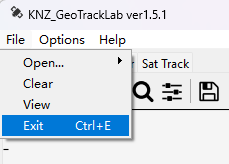 KNZ_GeoTrackLab ver1.5.1
File Options Help
Open...
Sat Track
Clear
View
Exit Ctrl+E